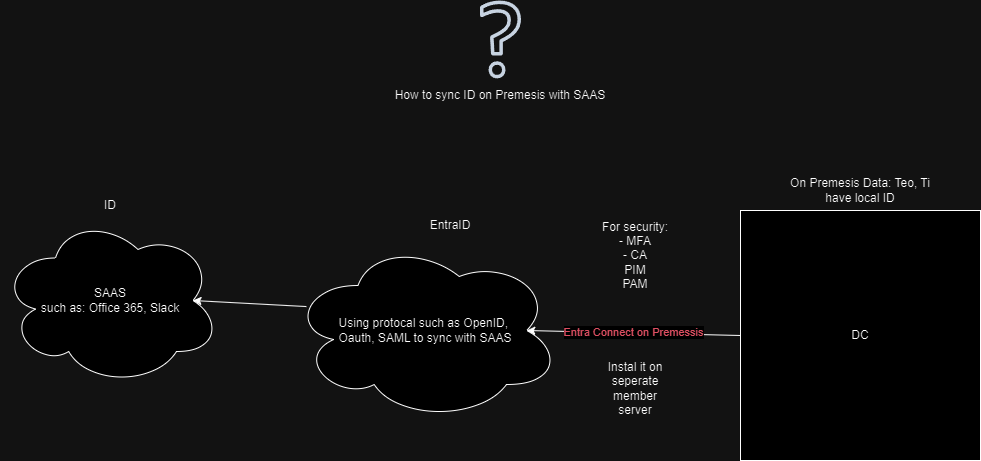 ?
How to sync ID on Premesis with SAAS
On Premesis Data: Teo, Ti
have local ID
ID
EntraID
For security:
- MFA
- CA
PIM
PAM
SAAS
such as: Office 365, Slack
Using protocal such as OpenID,
Oauth, SAML to sync with SAAS
Entra Connect on Premessis
DC
Instal it on
seperate
member
server